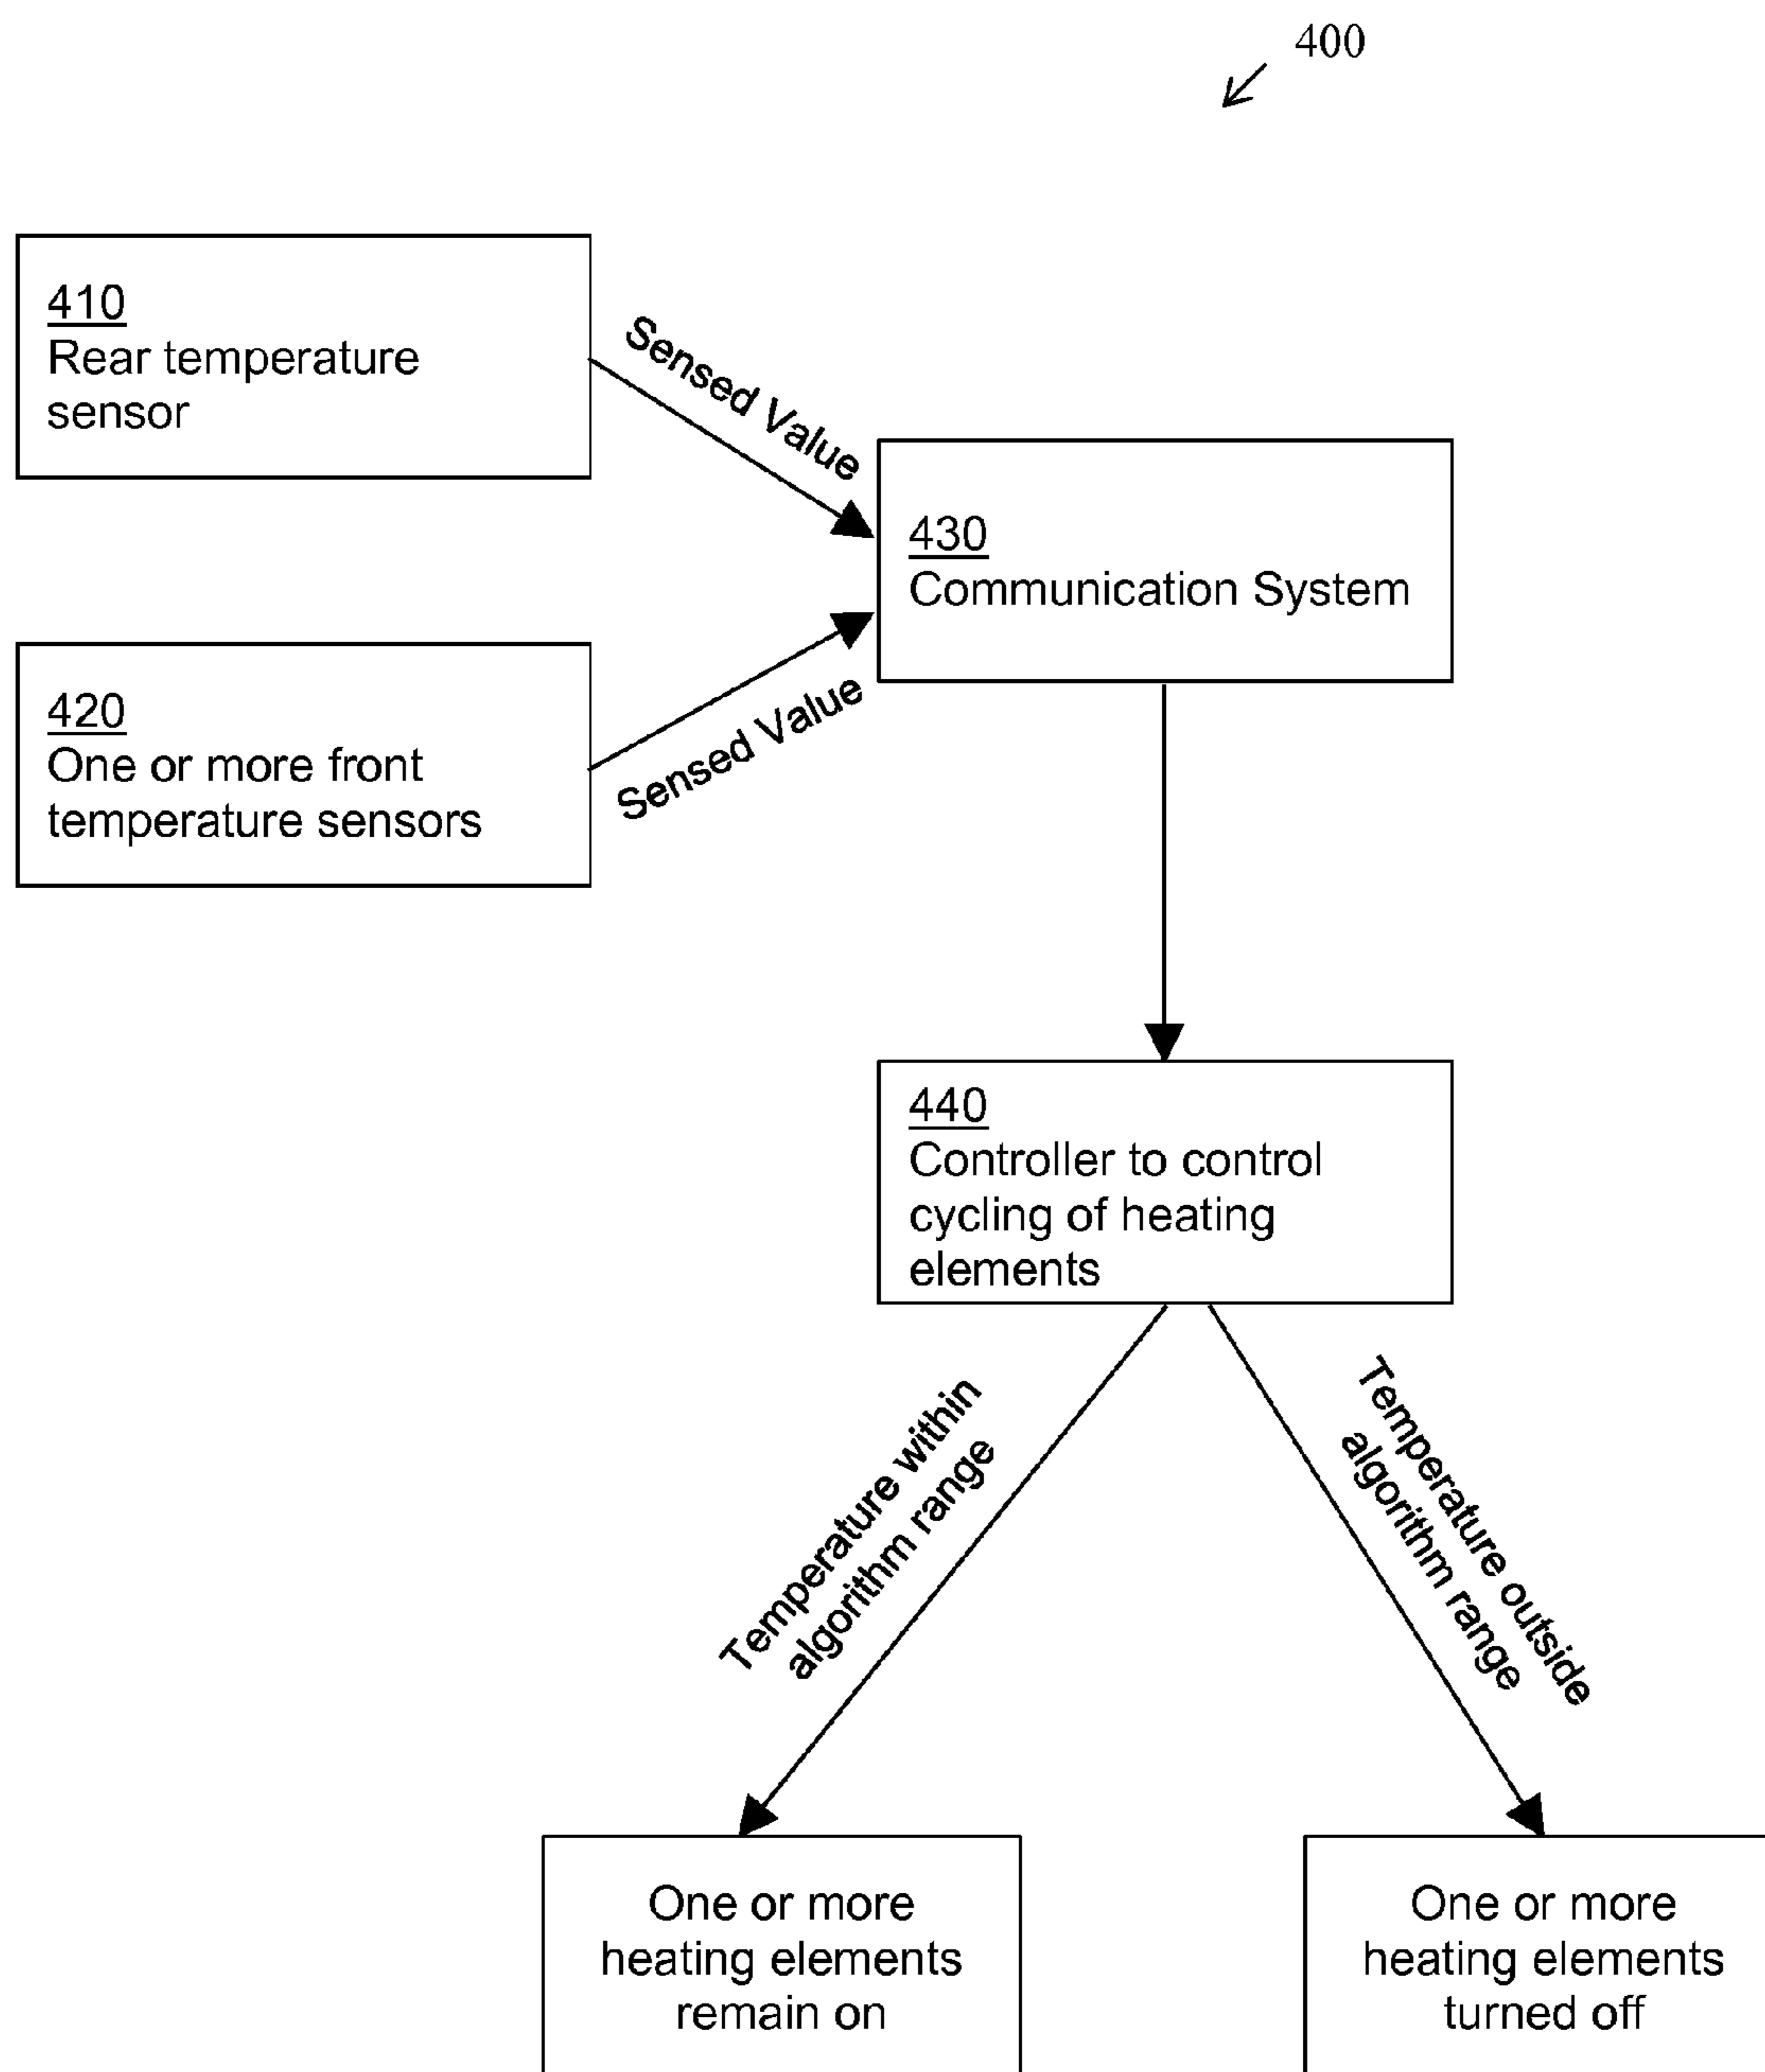 400
410
Rear temperature
sensor
Sensed Value
430
Communication System
420
One or more front
temperature sensors
Sensed Value
440
Controller to control
cycling of heating
elements
Temperature within
algorithm range
Temperature outside
algorithm range
One or more
heating elements
remain on
One or more
heating elements
turned off